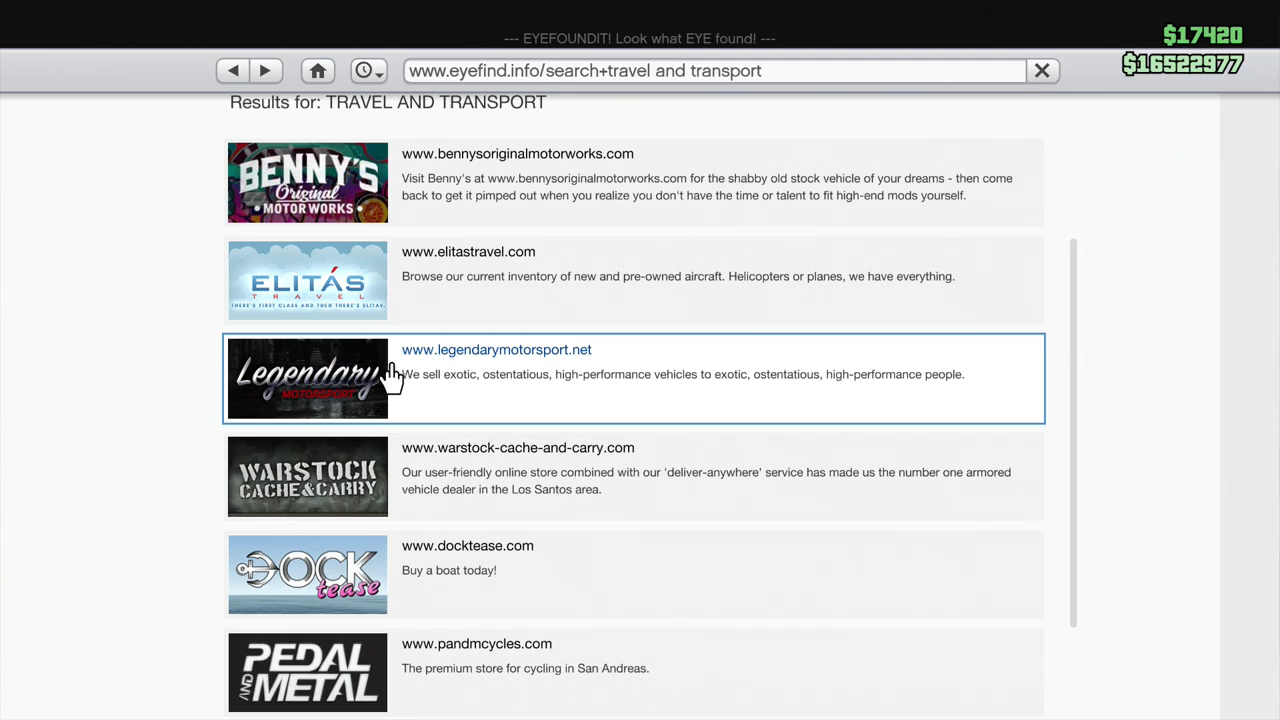 --- EYEFOUNDIT! Look what EYE found! ---
$17420
www.eyefind.info/search+travel and transport
$16522977
Results for: TRAVEL AND TRANSPORT
BENNY'S
Original
MOTOR WORKS
www.bennysoriginalmotorworks.com
Visit Benny's at www.bennysoriginalmotorworks.com for the shabby old stock vehicle of your dreams - then come
back to get it pimped out when you realize you don't have the time or talent to fit high-end mods yourself.
ELITÁS
TRAVEL
THERE'S FIRST CLASS AND THEN THERE'S ELITAS.
www.elitastravel.com
Browse our current inventory of new and pre-owned aircraft. Helicopters or planes, we have everything.
Legendary
MOTORSPORT
www.legendarymotorsport.net
We sell exotic, ostentatious, high-performance vehicles to exotic, ostentatious, high-performance people.
WARSTOCK
CACHE&CARRY
www.warstock-cache-and-carry.com
Our user-friendly online store combined with our 'deliver-anywhere' service has made us the number one armored
vehicle dealer in the Los Santos area.
DOCK
tease
www.docktease.com
Buy a boat today!
PEDAL
AND METAL
www.pandmcycles.com
The premium store for cycling in San Andreas.